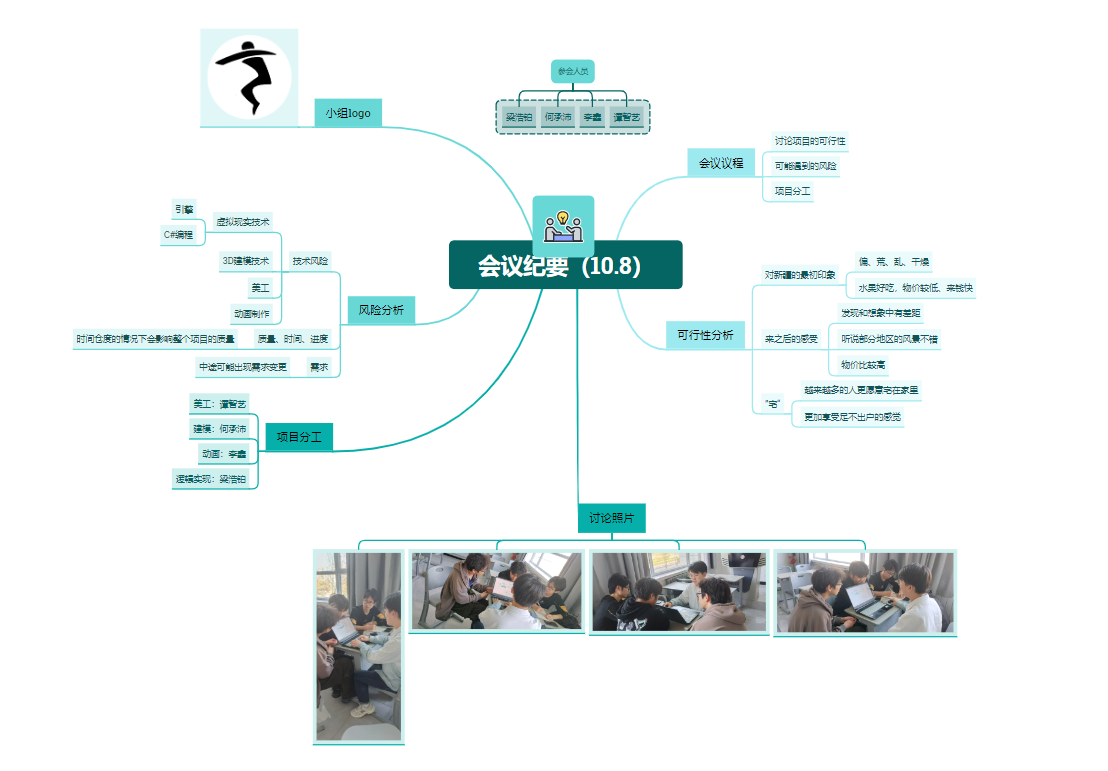 小组logo
参会人员
梁浩铂
何承沛
李鑫
谭智艺
会议议程
讨论项目的可行性
可能遇到的风险
项目分工
会议纪要（10.8）
可行性分析
对新疆的最初印象
偏、荒、乱、干燥
水果好吃，物价较低、来钱快
来之后的感受
发现和想象中有差距
听说部分地区的风景不错
物价比较高
"宅"
越来越多的人更愿意宅在家里
更加享受足不出户的感觉
风险分析
技术风险
虚拟现实技术
引擎
C#编程
3D建模技术
美工
动画制作
质量、时间、进度
时间仓促的情况下会影响整个项目的质量
需求
中途可能出现需求变更
项目分工
美工：谭智艺
建模：何承沛
动画：李鑫
逻辑实现：梁浩铂
讨论照片